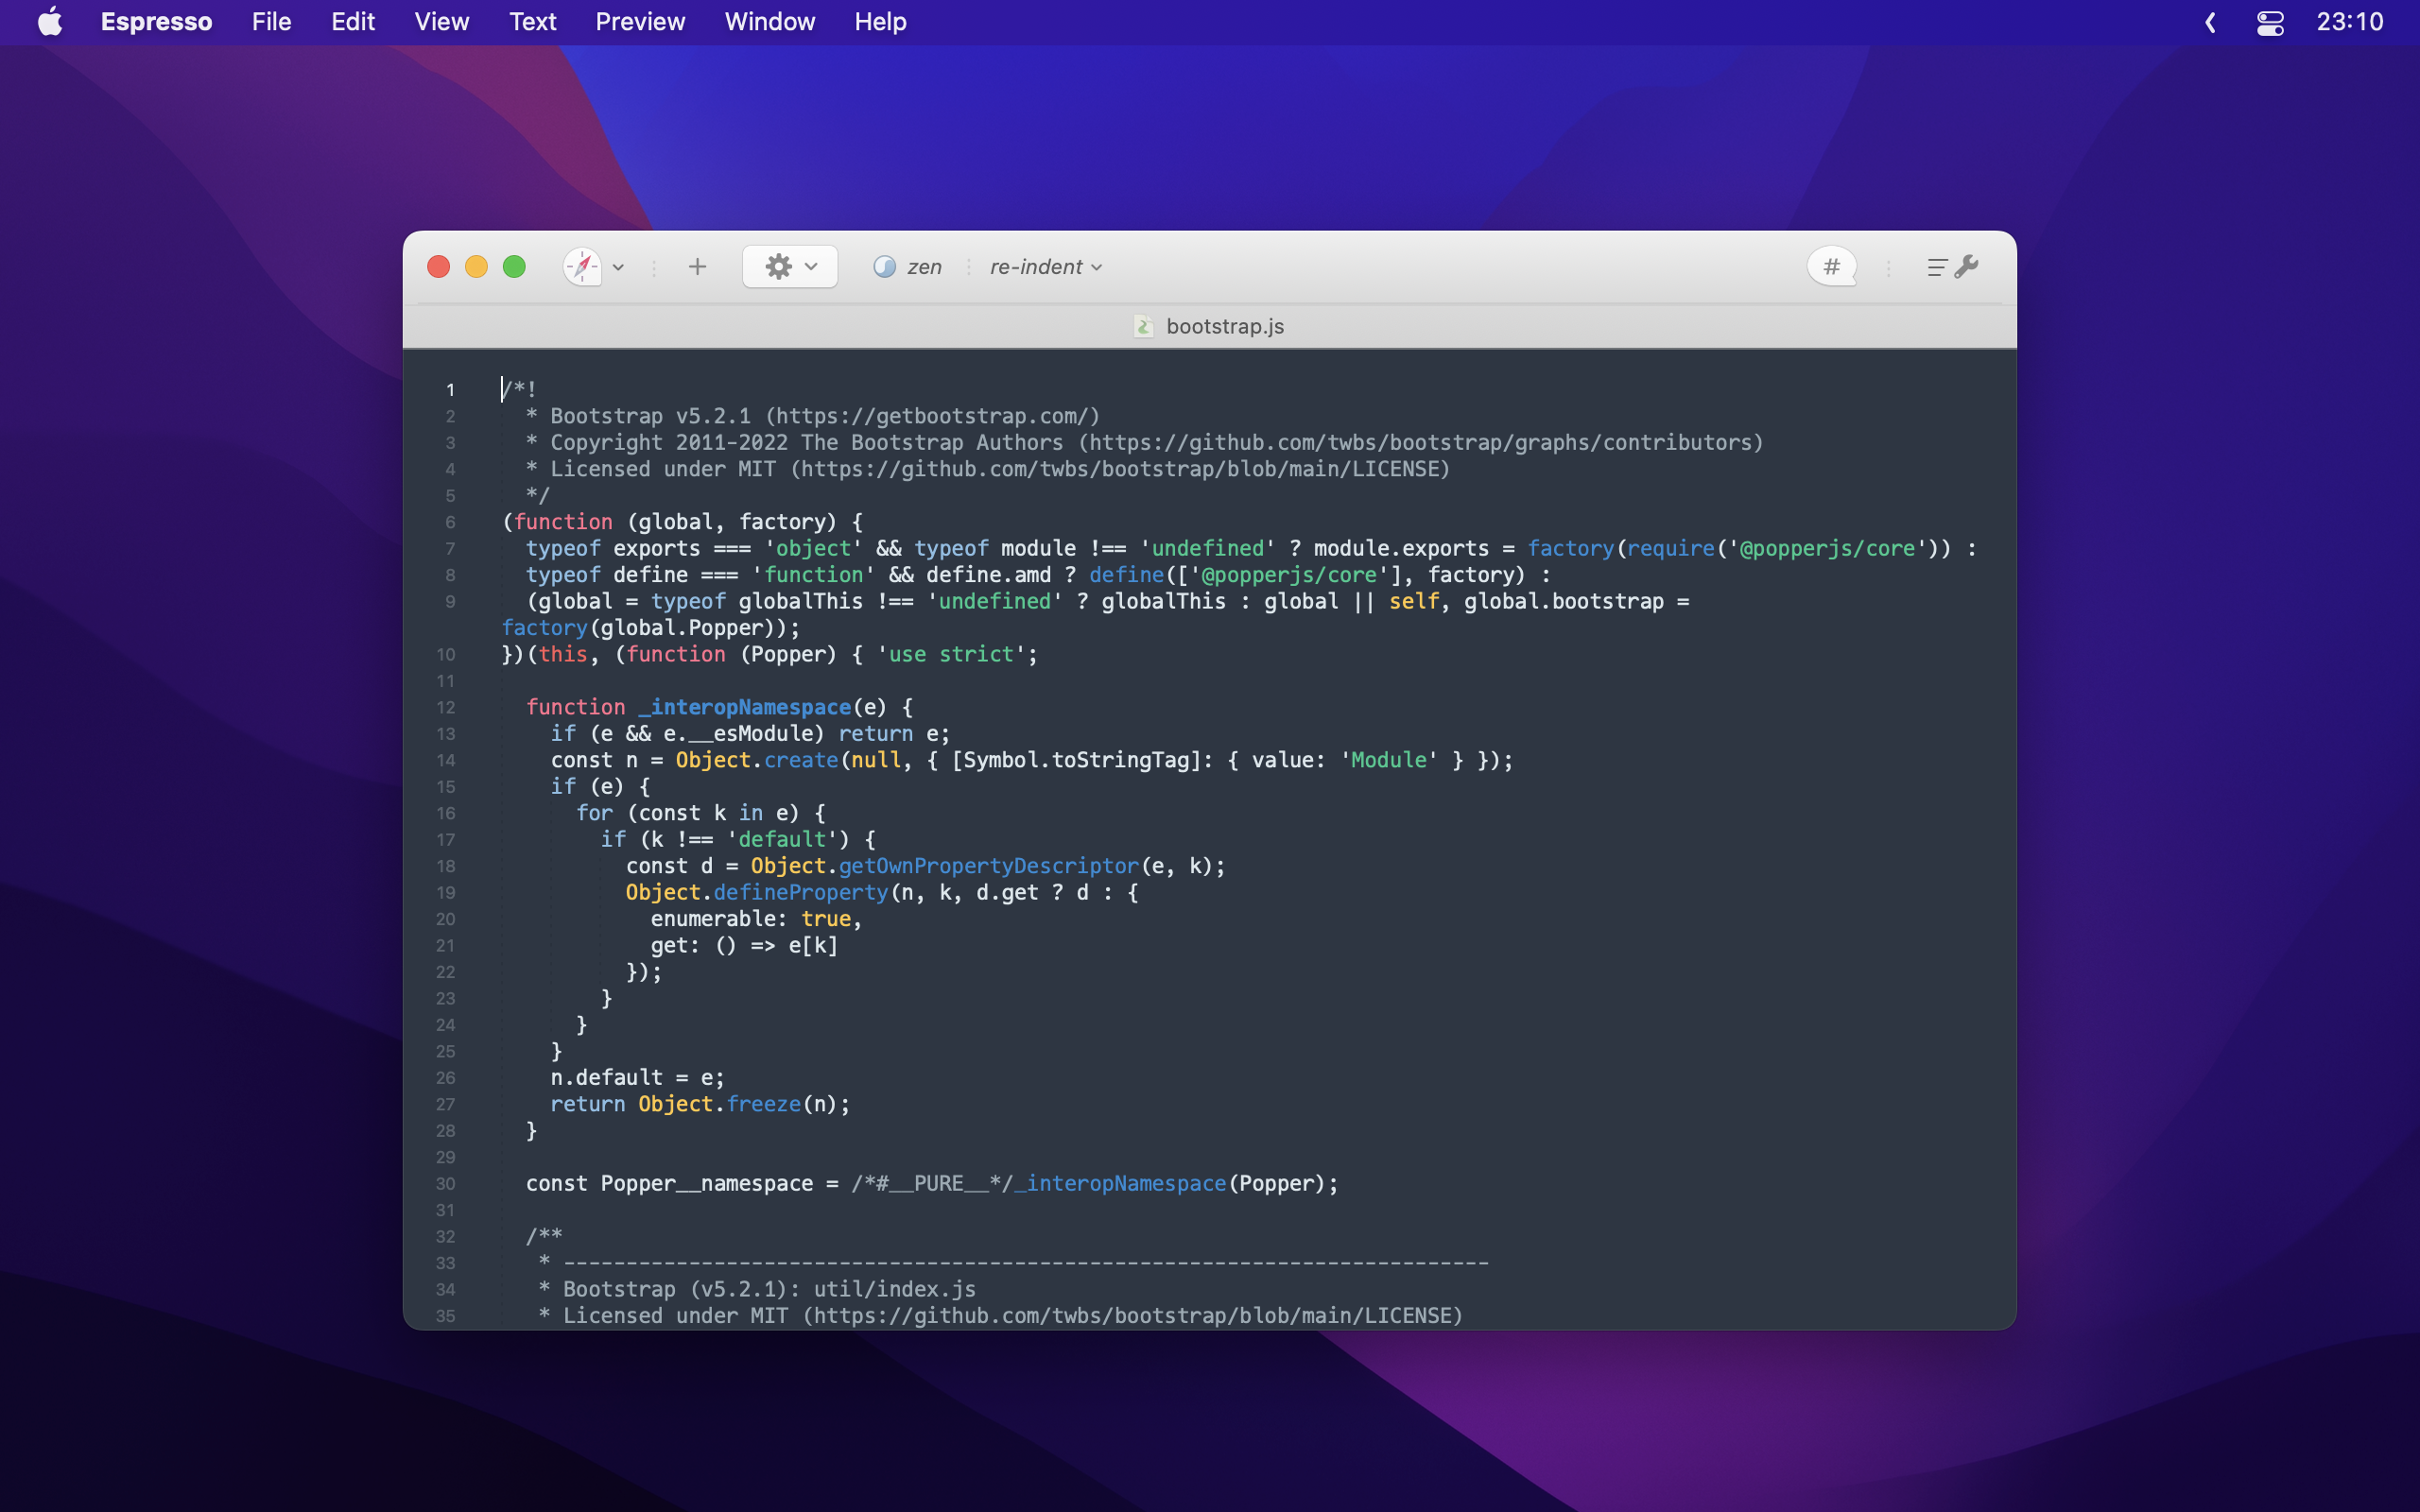 Espresso File Edit View Text Preview Window Help 23:10
zen re-indent #
bootstrap.js
1 /*!
2 * Bootstrap v5.2.1 (https://getbootstrap.com/)
3 * Copyright 2011-2022 The Bootstrap Authors (https://github.com/twbs/bootstrap/graphs/contributors)
4 * Licensed under MIT (https://github.com/twbs/bootstrap/blob/main/LICENSE)
5 */
6 (function (global, factory) {
7 typeof exports === 'object' && typeof module !== 'undefined' ? module.exports = factory(require('@popperjs/core')) :
8 typeof define === 'function' && define.amd ? define(['@popperjs/core'], factory) :
9 (global = typeof globalThis !== 'undefined' ? globalThis : global || self, global.bootstrap =
factory(global.Popper));
10 })(this, (function (Popper) { 'use strict';
11
12 function _interopNamespace(e) {
13 if (e && e.__esModule) return e;
14 const n = Object.create(null, { [Symbol.toStringTag]: { value: 'Module' } });
15 if (e) {
16 for (const k in e) {
17 if (k !== 'default') {
18 const d = Object.getOwnPropertyDescriptor(e, k);
19 Object.defineProperty(n, k, d.get ? d : {
20 enumerable: true,
21 get: () => e[k]
22 });
23 }
24 }
25 }
26 n.default = e;
27 return Object.freeze(n);
28 }
29
30 const Popper__namespace = /*#__PURE__*/_interopNamespace(Popper);
31
32 /**
33 * --------------------------------------------------------------------------
34 * Bootstrap (v5.2.1): util/index.js
35 * Licensed under MIT (https://github.com/twbs/bootstrap/blob/main/LICENSE)